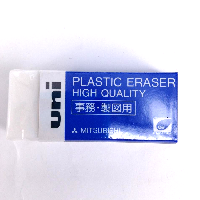 uni
PLASTIC ERASER
HIGH QUALITY
事務・製図用
MITSUBISHI